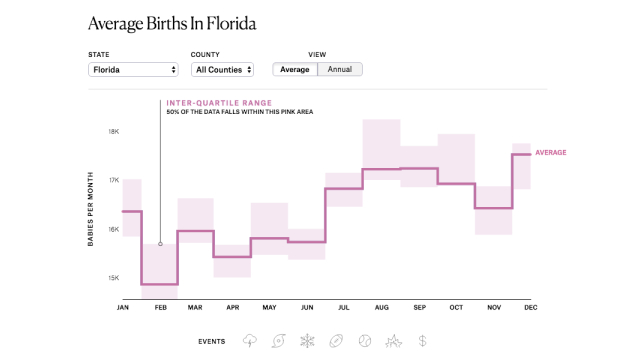 Average Births In Florida
STATE COUNTY VIEW
Florida All Counties Average Annual
INTER-QUARTILE RANGE
50% OF THE DATA FALLS WITHIN THIS PINK AREA
18K
AVERAGE
17K
BABIES PER MONTH
16K
15K
JAN FEB MAR APR MAY JUN JUL AUG SEP OCT NOV DEC
EVENTS